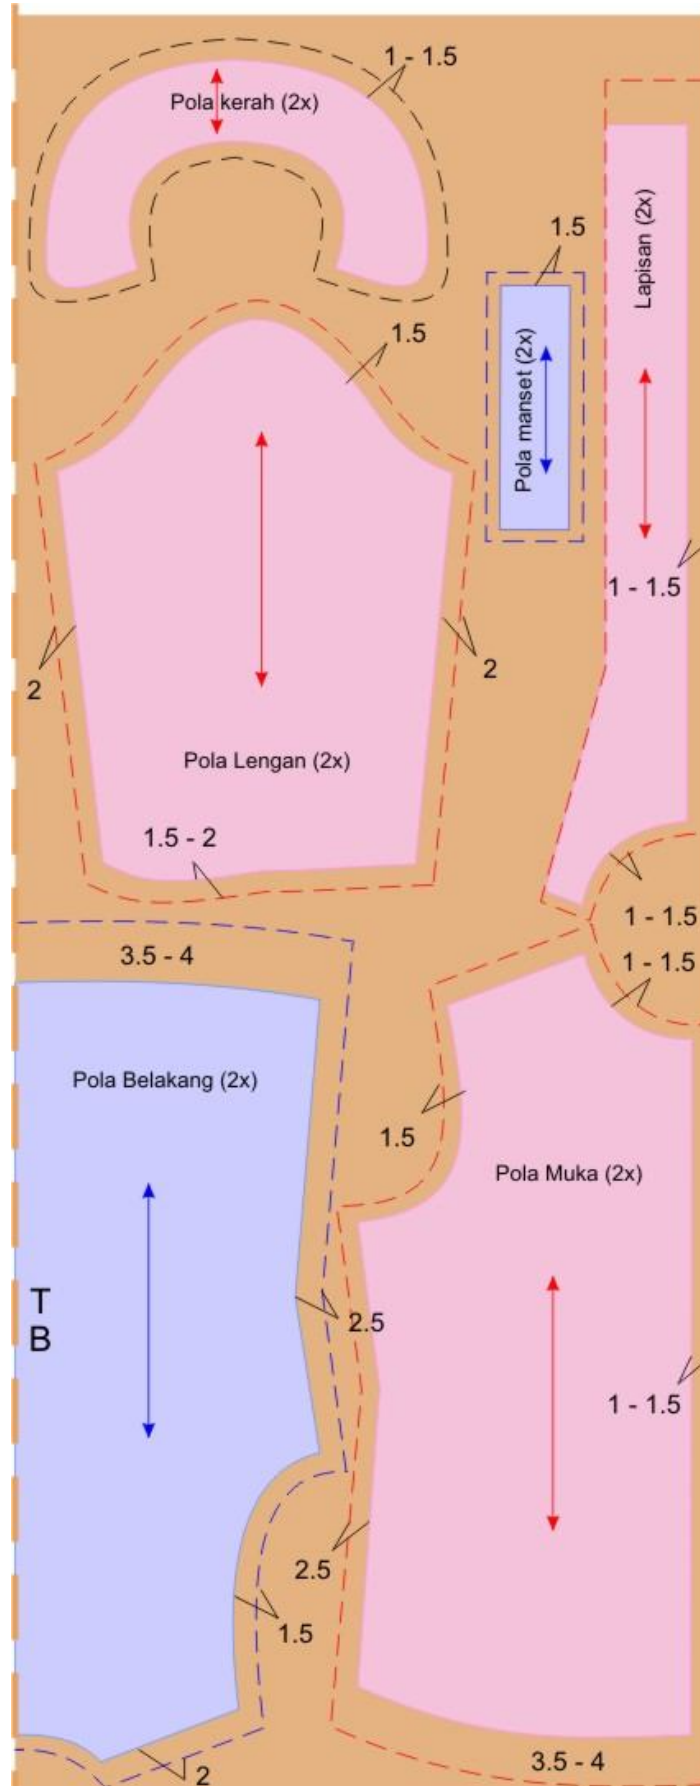 1 - 1.5
Pola kerah (2x)
Lapisan (2x)
1.5
1.5
Pola manset (2x)
1 - 1.5
2
2
Pola Lengan (2x)
1.5 - 2
1 - 1.5
3.5 - 4
1 - 1.5
Pola Belakang (2x)
1.5
Pola Muka (2x)
T
B
2.5
1 - 1.5
2.5
1.5
3.5 - 4
2